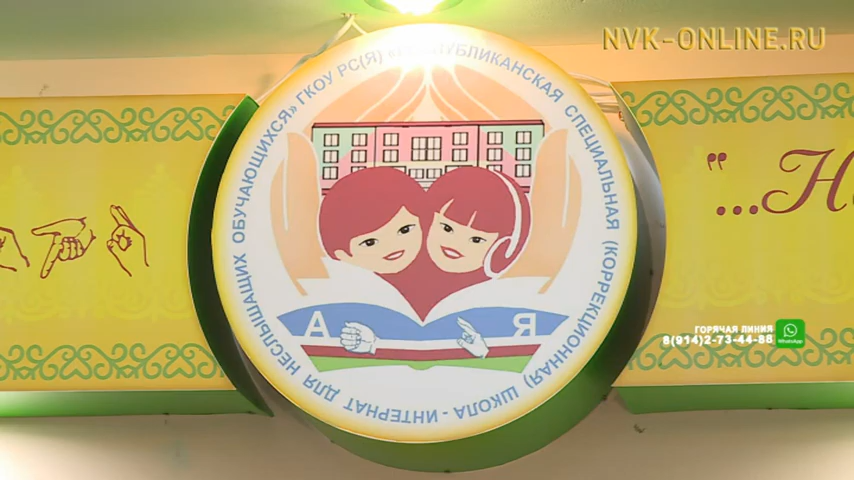 NVK-ONLINE.RU
ГКОУ РС(Я) «РЕСПУБЛИКАНСКАЯ СПЕЦИАЛЬНАЯ (КОРРЕКЦИОННАЯ) ШКОЛА - ИНТЕРНАТ ДЛЯ НЕСЛЫШАЩИХ ОБУЧАЮЩИХСЯ»
"...Н
А Я
ГОРЯЧАЯ ЛИНИЯ
8(914)2-73-44-88
WhatsApp